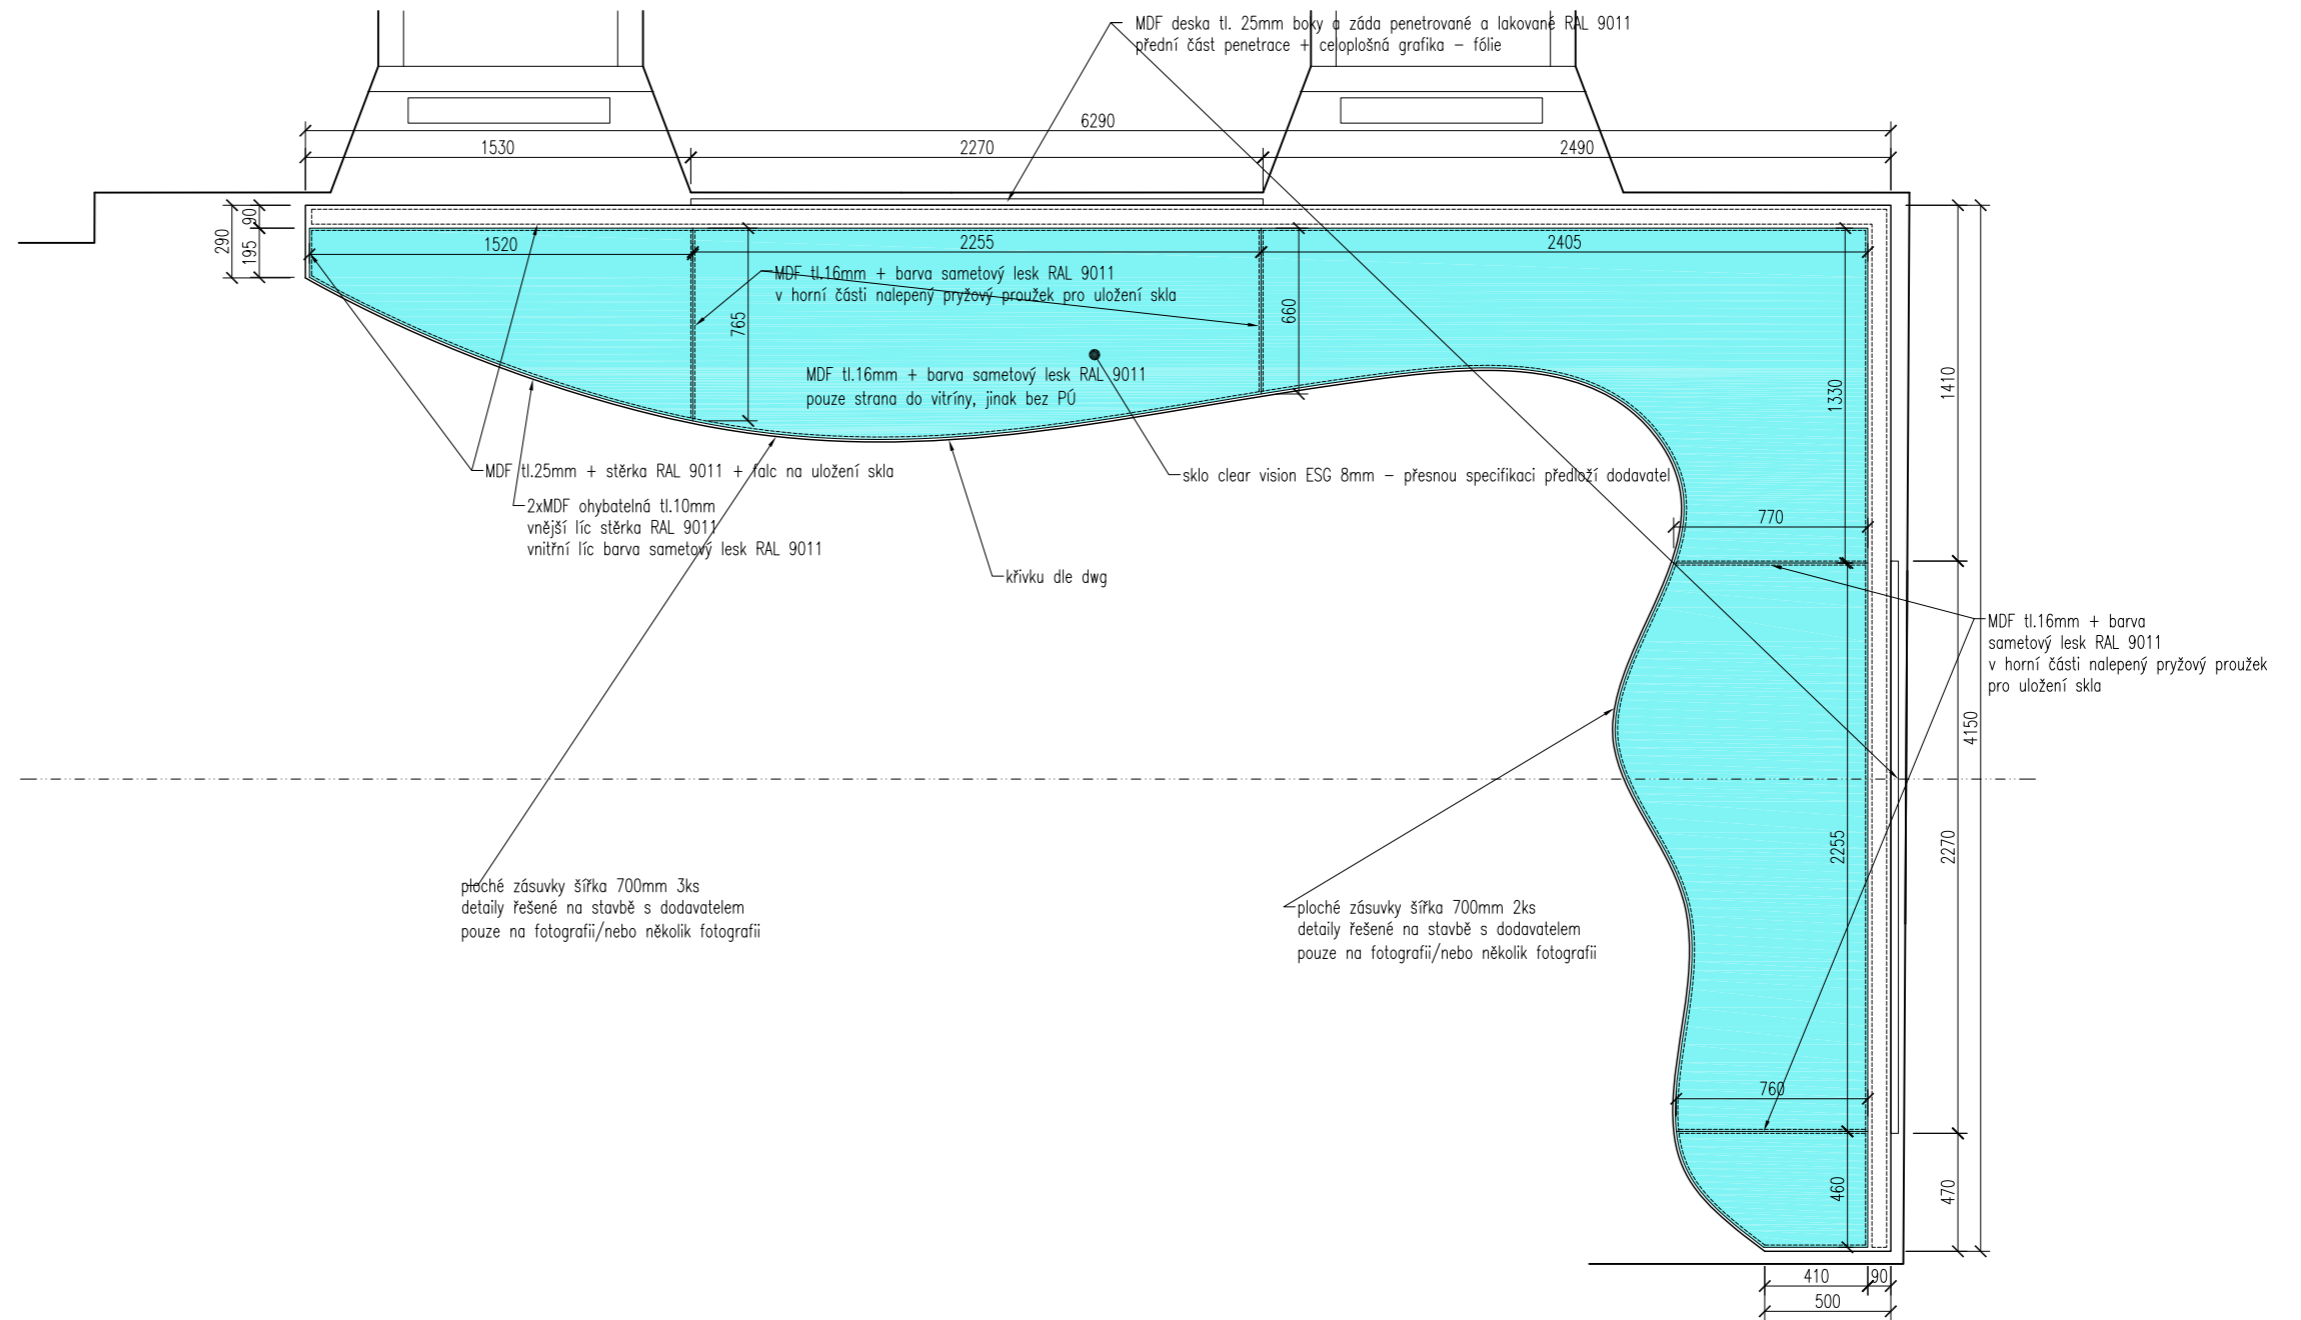 MDF deska tl. 25mm boky a záda penetrované a lakované RAL 9011
přední část penetrace + celoplošná grafika – fólie
6290
1530
2270
2490
290
90
195
1520
2255
2405
MDF tl.16mm + barva sametový lesk RAL 9011
v horní části nalepený pryžový proužek pro uložení skla
765
660
MDF tl.16mm + barva sametový lesk RAL 9011
pouze strana do vitríny, jinak bez PÚ
1330
1410
MDF tl.25mm + stěrka RAL 9011 + falc na uložení skla
sklo clear vision ESG 8mm – přesnou specifikaci předloží dodavatel
2xMDF ohybatelná tl.10mm
vnější líc stěrka RAL 9011
vnitřní líc barva sametový lesk RAL 9011
770
křivku dle dwg
MDF tl.16mm + barva
sametový lesk RAL 9011
v horní části nalepený pryžový proužek
pro uložení skla
4150
2255
2270
ploché zásuvky šířka 700mm 3ks
detaily řešené na stavbě s dodavatelem
pouze na fotografii/nebo několik fotografii
ploché zásuvky šířka 700mm 2ks
detaily řešené na stavbě s dodavatelem
pouze na fotografii/nebo několik fotografii
760
460
470
410
90
500